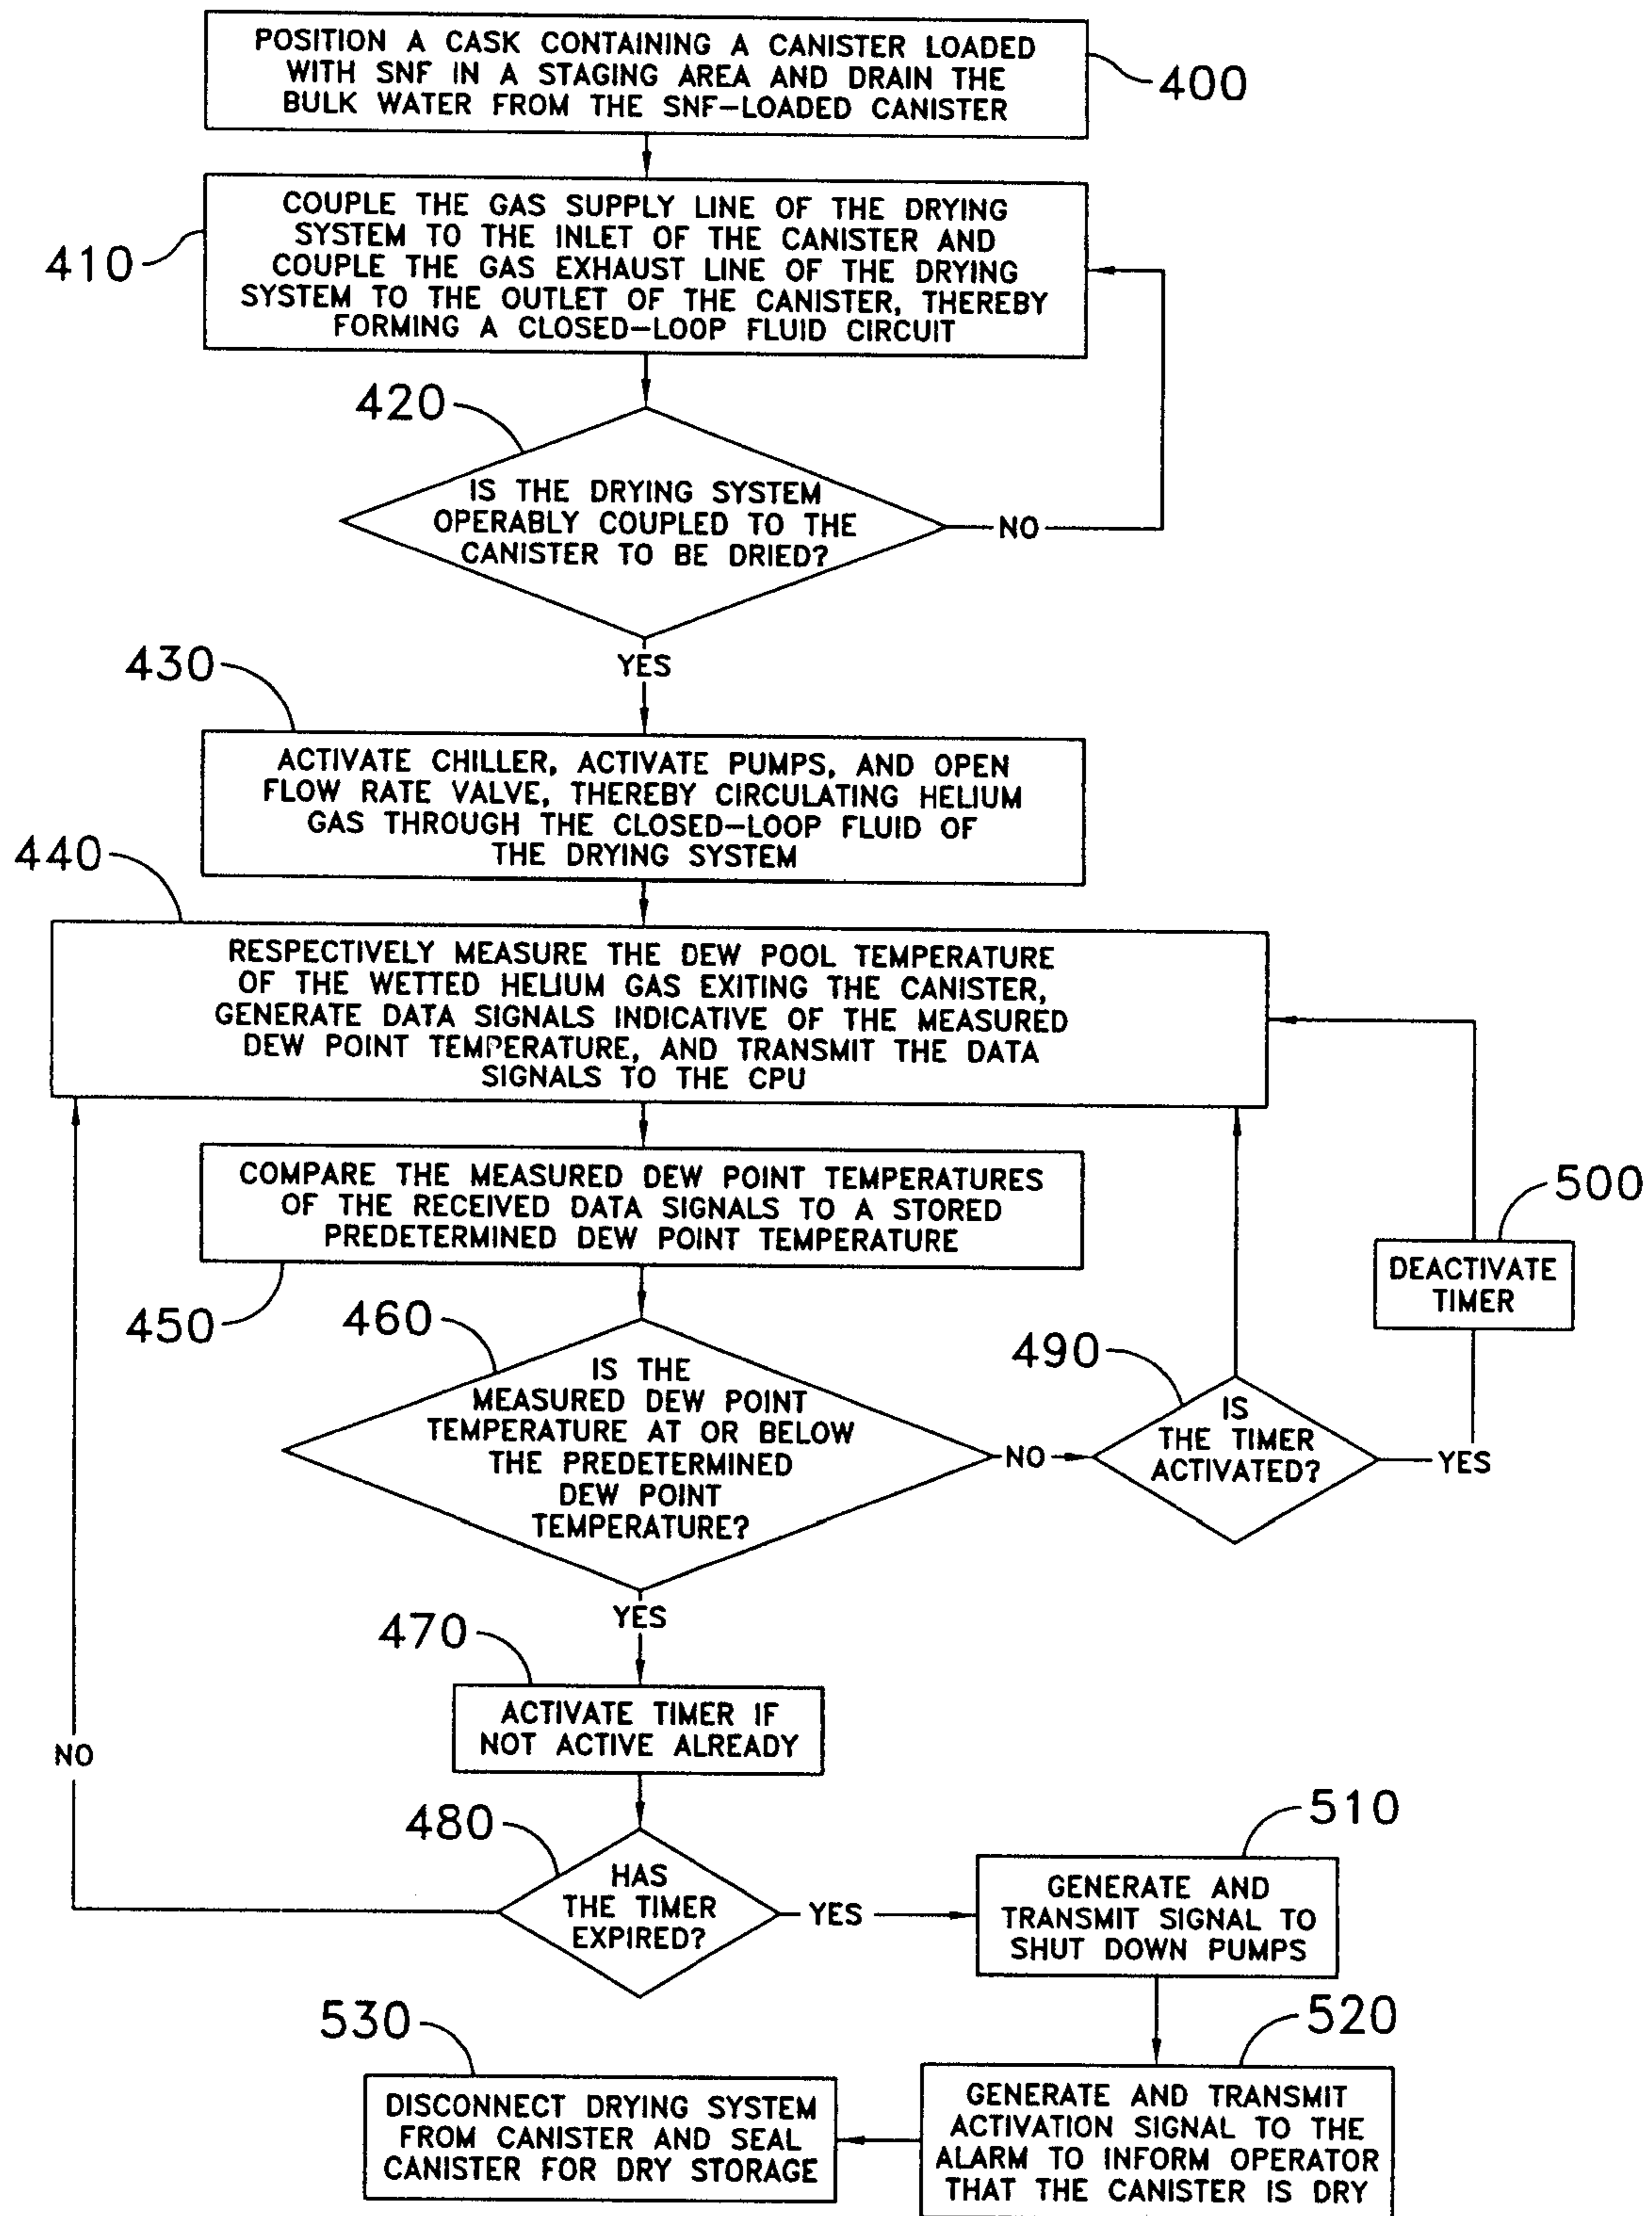 POSITION A CASK CONTAINING A CANISTER LOADED
WITH SNF IN A STAGING AREA AND DRAIN THE
BULK WATER FROM THE SNF-LOADED CANISTER
400
COUPLE THE GAS SUPPLY LINE OF THE DRYING
SYSTEM TO THE INLET OF THE CANISTER AND
COUPLE THE GAS EXHAUST LINE OF THE DRYING
SYSTEM TO THE OUTLET OF THE CANISTER, THEREBY
FORMING A CLOSED-LOOP FLUID CIRCUIT
410
420
IS THE DRYING SYSTEM
OPERABLY COUPLED TO THE
CANISTER TO BE DRIED?
NO
YES
430
ACTIVATE CHILLER, ACTIVATE PUMPS, AND OPEN
FLOW RATE VALVE, THEREBY CIRCULATING HELIUM
GAS THROUGH THE CLOSED-LOOP FLUID OF
THE DRYING SYSTEM
440
RESPECTIVELY MEASURE THE DEW POOL TEMPERATURE
OF THE WETTED HELIUM GAS EXITING THE CANISTER,
GENERATE DATA SIGNALS INDICATIVE OF THE MEASURED
DEW POINT TEMPERATURE, AND TRANSMIT THE DATA
SIGNALS TO THE CPU
COMPARE THE MEASURED DEW POINT TEMPERATURES
OF THE RECEIVED DATA SIGNALS TO A STORED
PREDETERMINED DEW POINT TEMPERATURE
450
500
DEACTIVATE
TIMER
460
IS THE
MEASURED DEW POINT
TEMPERATURE AT OR BELOW
THE PREDETERMINED
DEW POINT
TEMPERATURE?
NO
490
IS
THE TIMER
ACTIVATED?
YES
YES
470
ACTIVATE TIMER IF
NOT ACTIVE ALREADY
NO
480
HAS
THE TIMER
EXPIRED?
YES
510
GENERATE AND
TRANSMIT SIGNAL TO
SHUT DOWN PUMPS
520
GENERATE AND TRANSMIT
ACTIVATION SIGNAL TO THE
ALARM TO INFORM OPERATOR
THAT THE CANISTER IS DRY
530
DISCONNECT DRYING SYSTEM
FROM CANISTER AND SEAL
CANISTER FOR DRY STORAGE